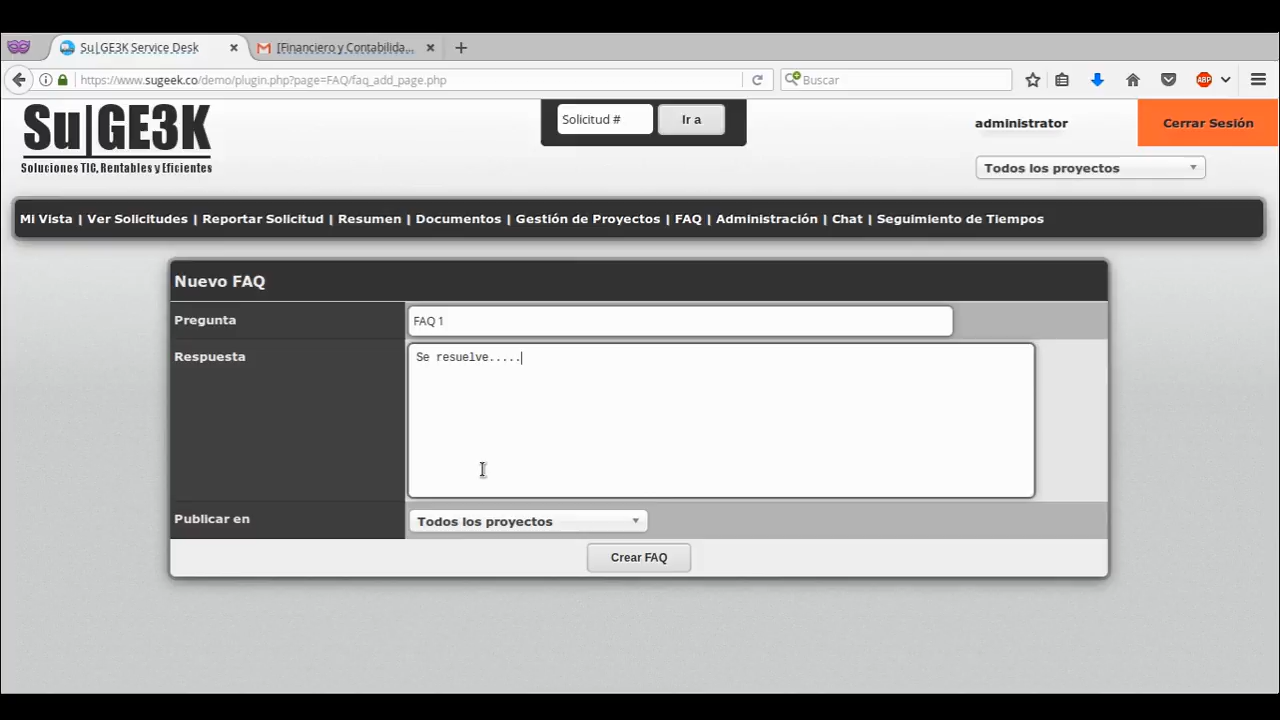 Su|GE3K Service Desk
[Financiero y Contabilida...
https://www.sugeek.co/demo/plugin.php?page=FAQ/faq_add_page.php
Buscar
ABP
Su|GE3K
Soluciones TIC, Rentables y Eficientes
Solicitud #
Ir a
administrator
Cerrar Sesión
Todos los proyectos
Mi Vista | Ver Solicitudes | Reportar Solicitud | Resumen | Documentos | Gestión de Proyectos | FAQ | Administración | Chat | Seguimiento de Tiempos
Nuevo FAQ
Pregunta
FAQ 1
Respuesta
Se resuelve.....
Publicar en
Todos los proyectos
Crear FAQ